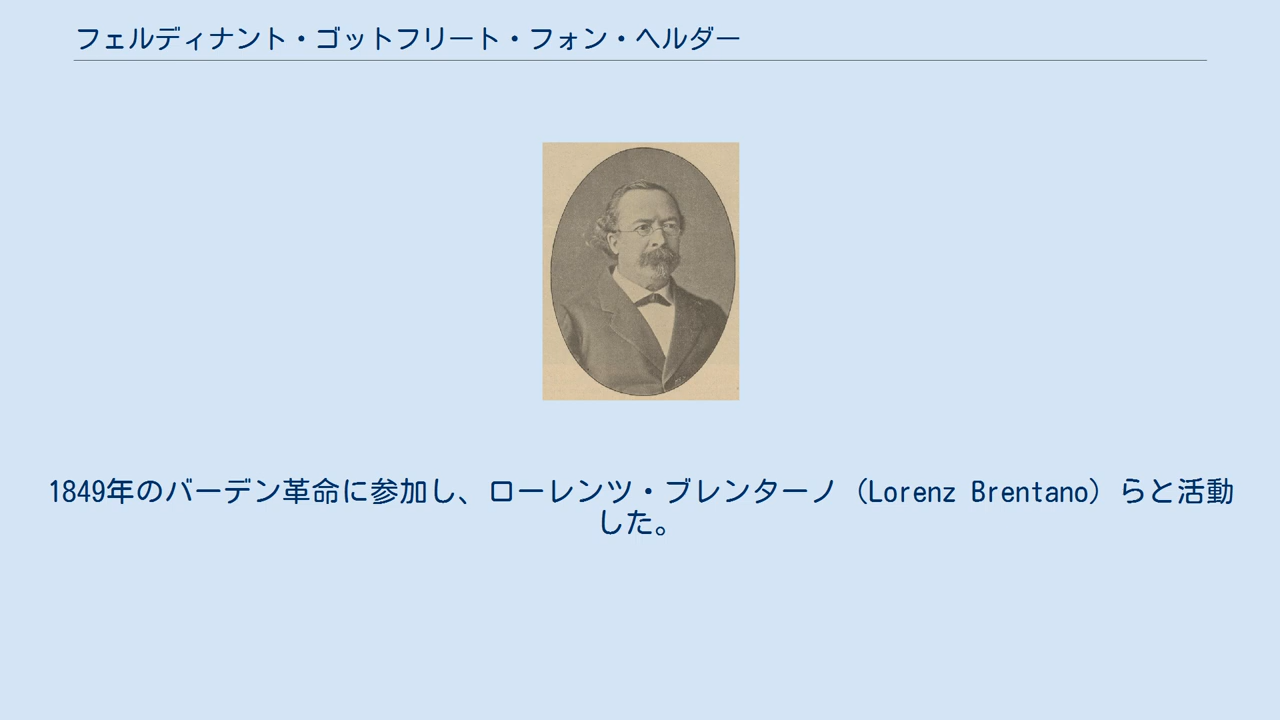 フェルディナント・ゴットフリート・フォン・ヘルダー
1849年のバーデン革命に参加し、ローレンツ・ブレンターノ（Lorenz Brentano）らと活動
した。